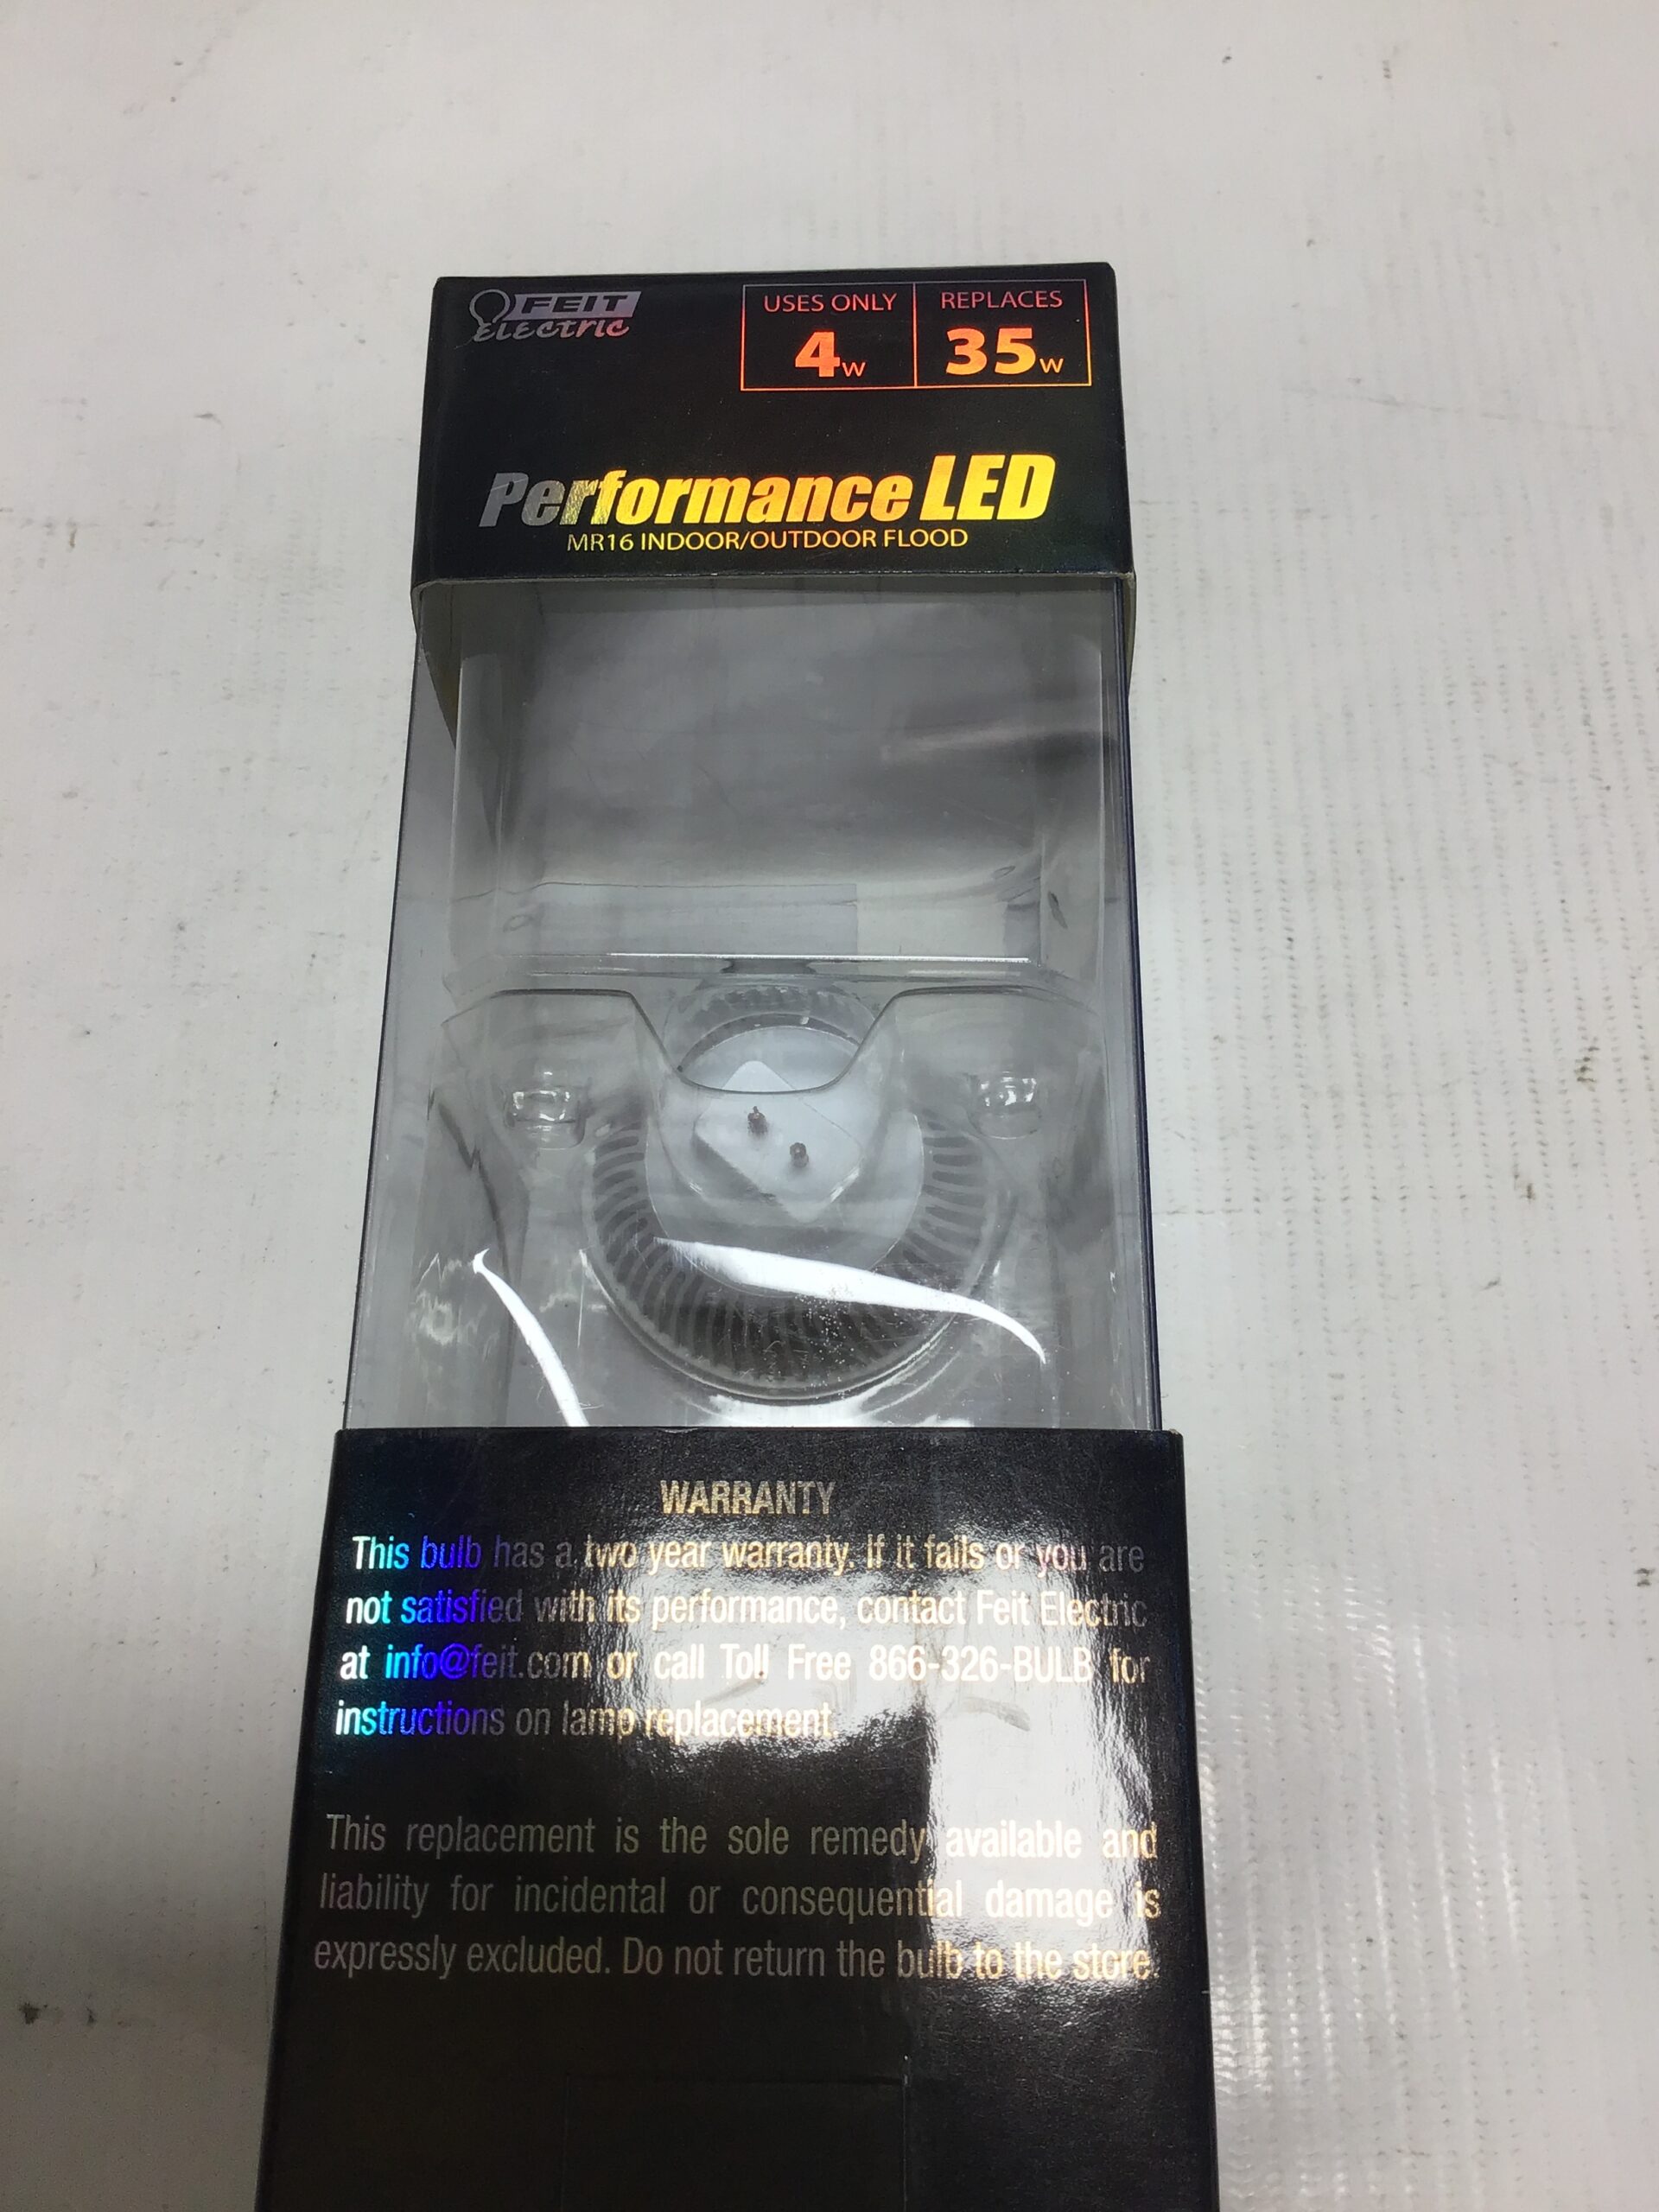 FEIT
Electric
USES ONLY
4w
REPLACES
35w
Performance LED
MR16 INDOOR/OUTDOOR FLOOD
WARRANTY
This bulb has a two year warranty. If it fails or you are
not satisfied with its performance, contact Feit Electric
at info@feit.com or call Toll Free 866-326-BULB for
instructions on lamp replacement.
This replacement is the sole remedy available and
liability for incidental or consequential damage is
expressly excluded. Do not return the bulb to the store.